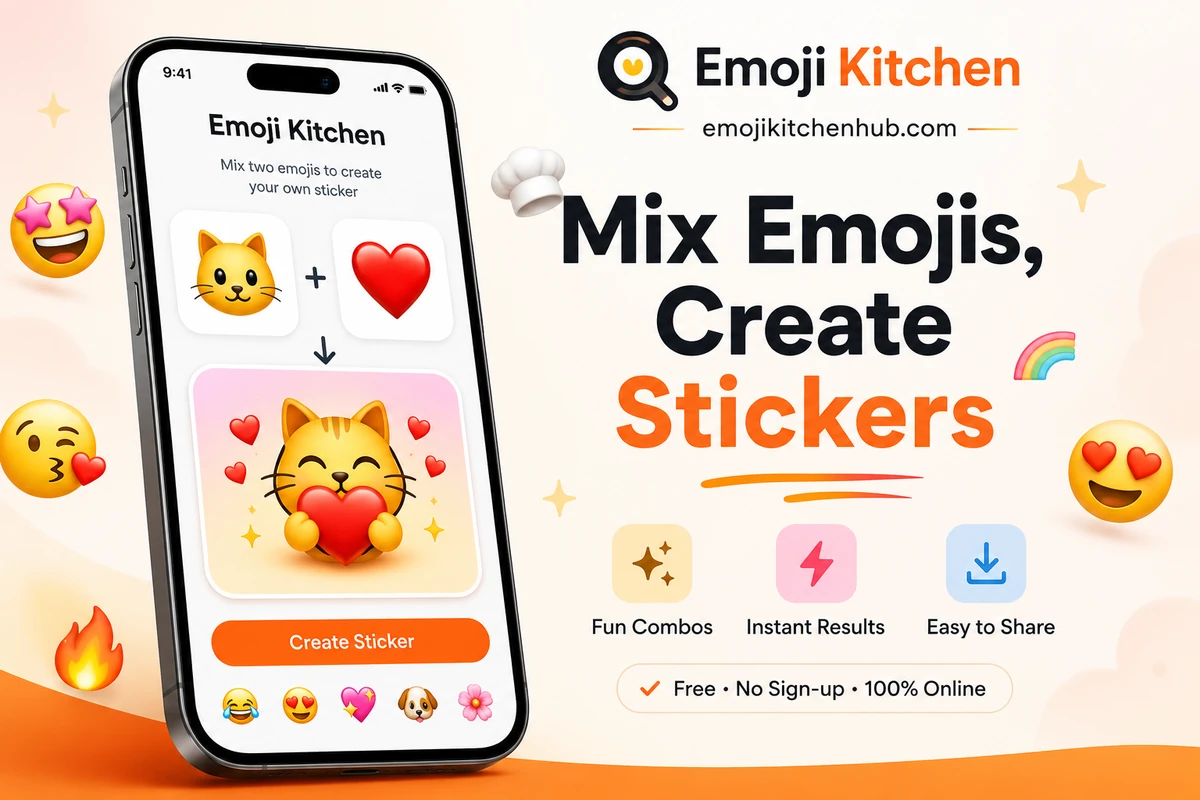 9:41
Emoji Kitchen
Mix two emojis to create
your own sticker
+
Create Sticker
Emoji Kitchen
emojikitchenhub.com
Mix Emojis,
Create
Stickers
Fun Combos
Instant Results
Easy to Share
Free • No Sign-up • 100% Online